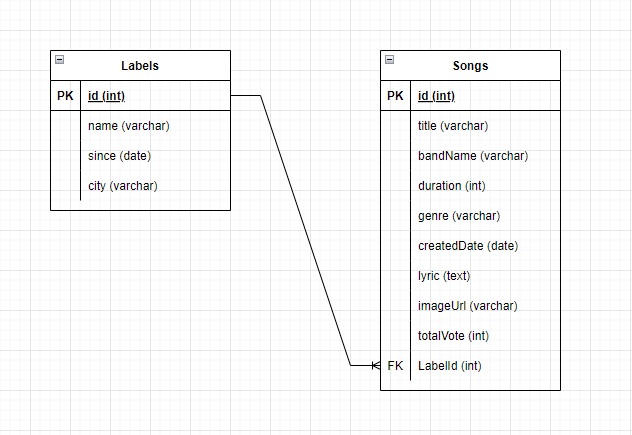 Labels
PK id (int)
name (varchar)
since (date)
city (varchar)
Songs
PK id (int)
title (varchar)
bandName (varchar)
duration (int)
genre (varchar)
createdDate (date)
lyric (text)
imageUrl (varchar)
totalVote (int)
FK LabelId (int)